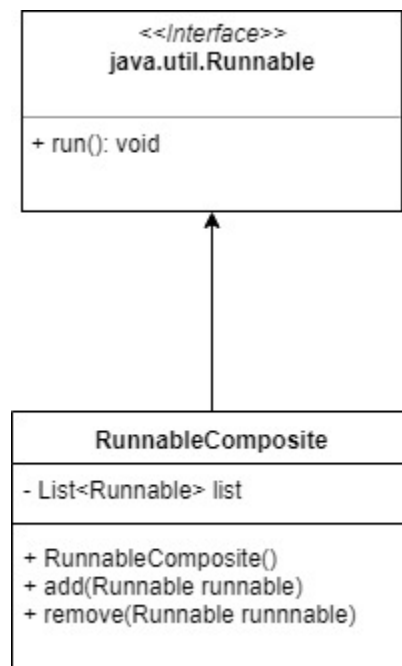 <<Interface>>
java.util.Runnable
+ run(): void
RunnableComposite
- List<Runnable> list
+ RunnableComposite()
+ add(Runnable runnable)
+ remove(Runnable runnnable)